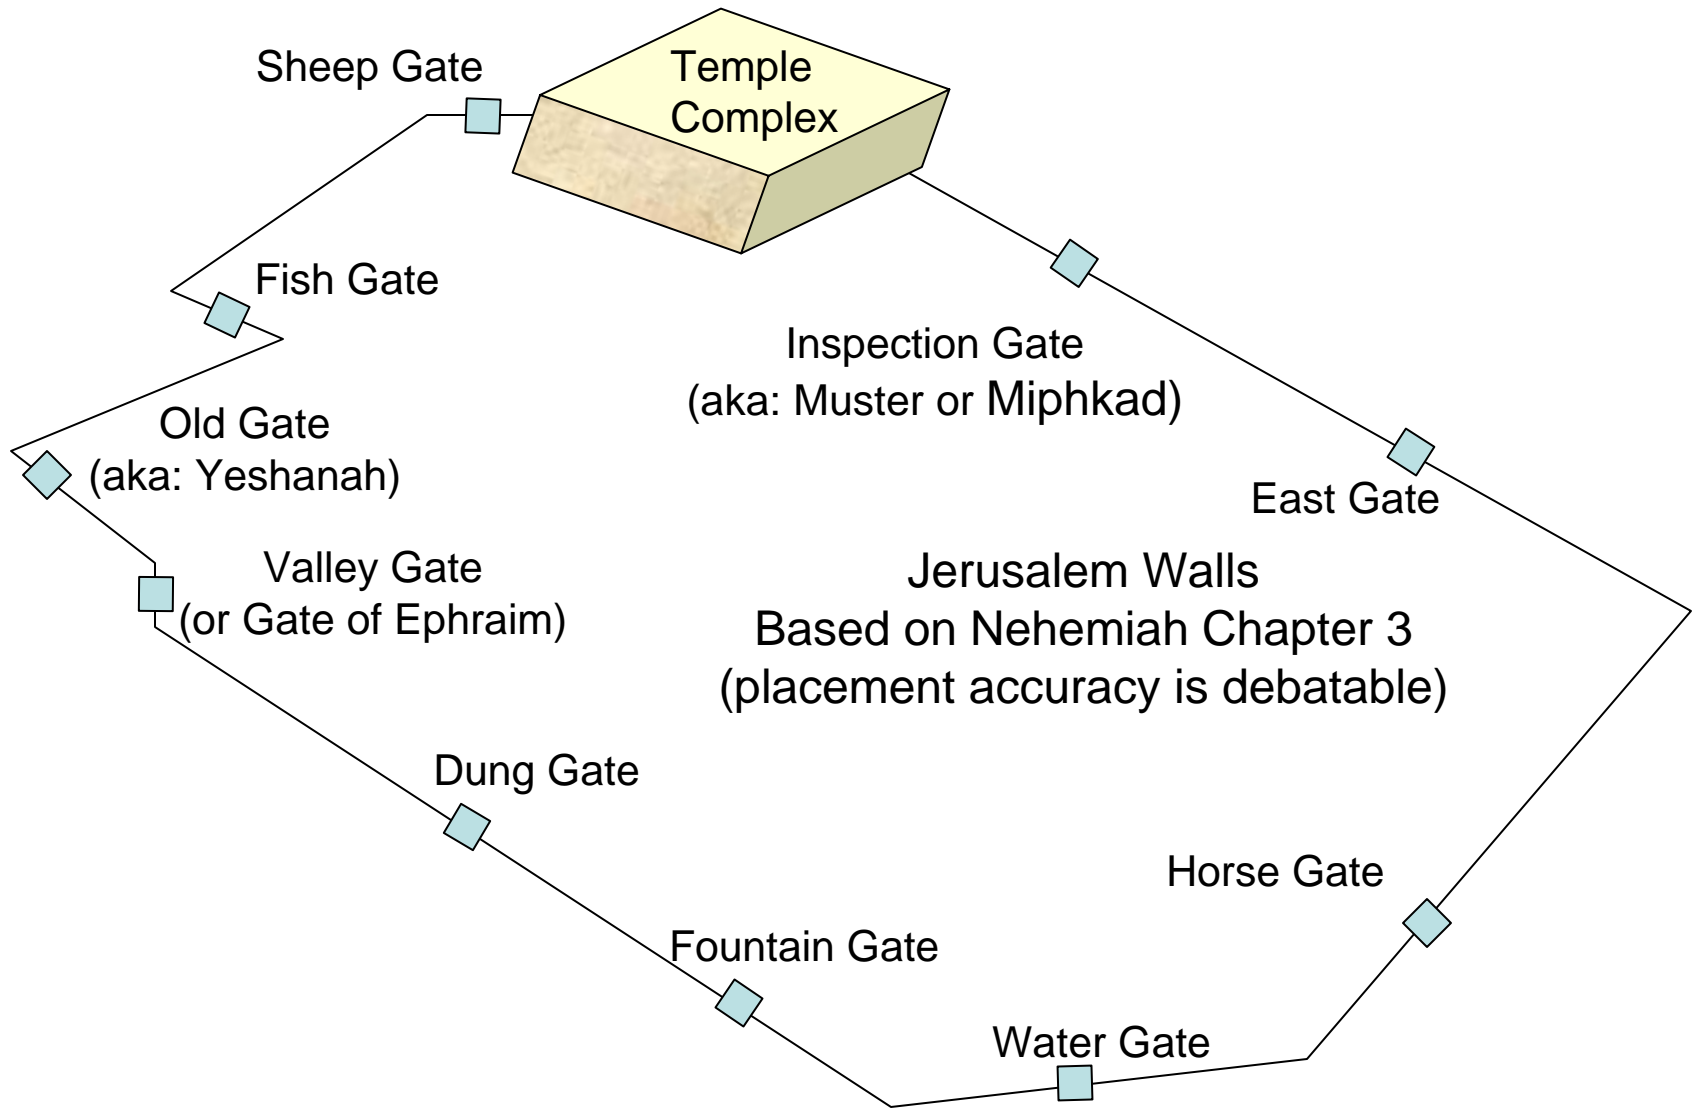 Sheep Gate
Temple
Complex
Fish Gate
Inspection Gate
(aka: Muster or Miphkad)
Old Gate
(aka: Yeshanah)
East Gate
Valley Gate
(or Gate of Ephraim)
Jerusalem Walls
Based on Nehemiah Chapter 3
(placement accuracy is debatable)
Dung Gate
Horse Gate
Fountain Gate
Water Gate